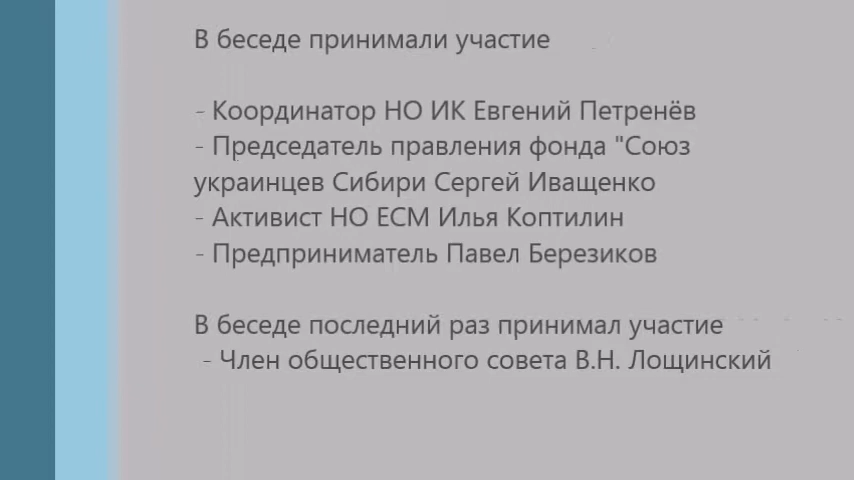 В беседе принимали участие
- Координатор НО ИК Евгений Петренёв
- Председатель правления фонда "Союз
украинцев Сибири Сергей Иващенко
- Активист НО ЕСМ Илья Коптилин
- Предприниматель Павел Березиков
В беседе последний раз принимал участие
- Член общественного совета В.Н. Лощинский